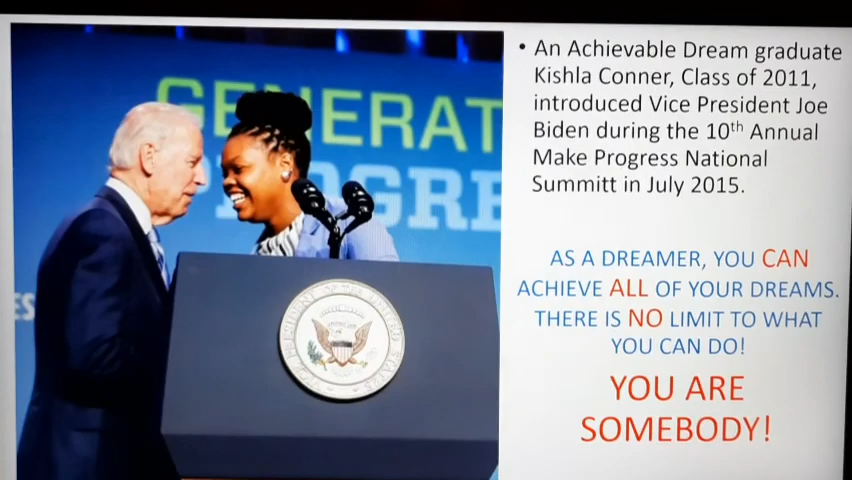 GENERAT
PROGRE
ES
• An Achievable Dream graduate
Kishla Conner, Class of 2011,
introduced Vice President Joe
Biden during the 10th Annual
Make Progress National
Summitt in July 2015.
AS A DREAMER, YOU CAN
ACHIEVE ALL OF YOUR DREAMS.
THERE IS NO LIMIT TO WHAT
YOU CAN DO!
YOU ARE
SOMEBODY!